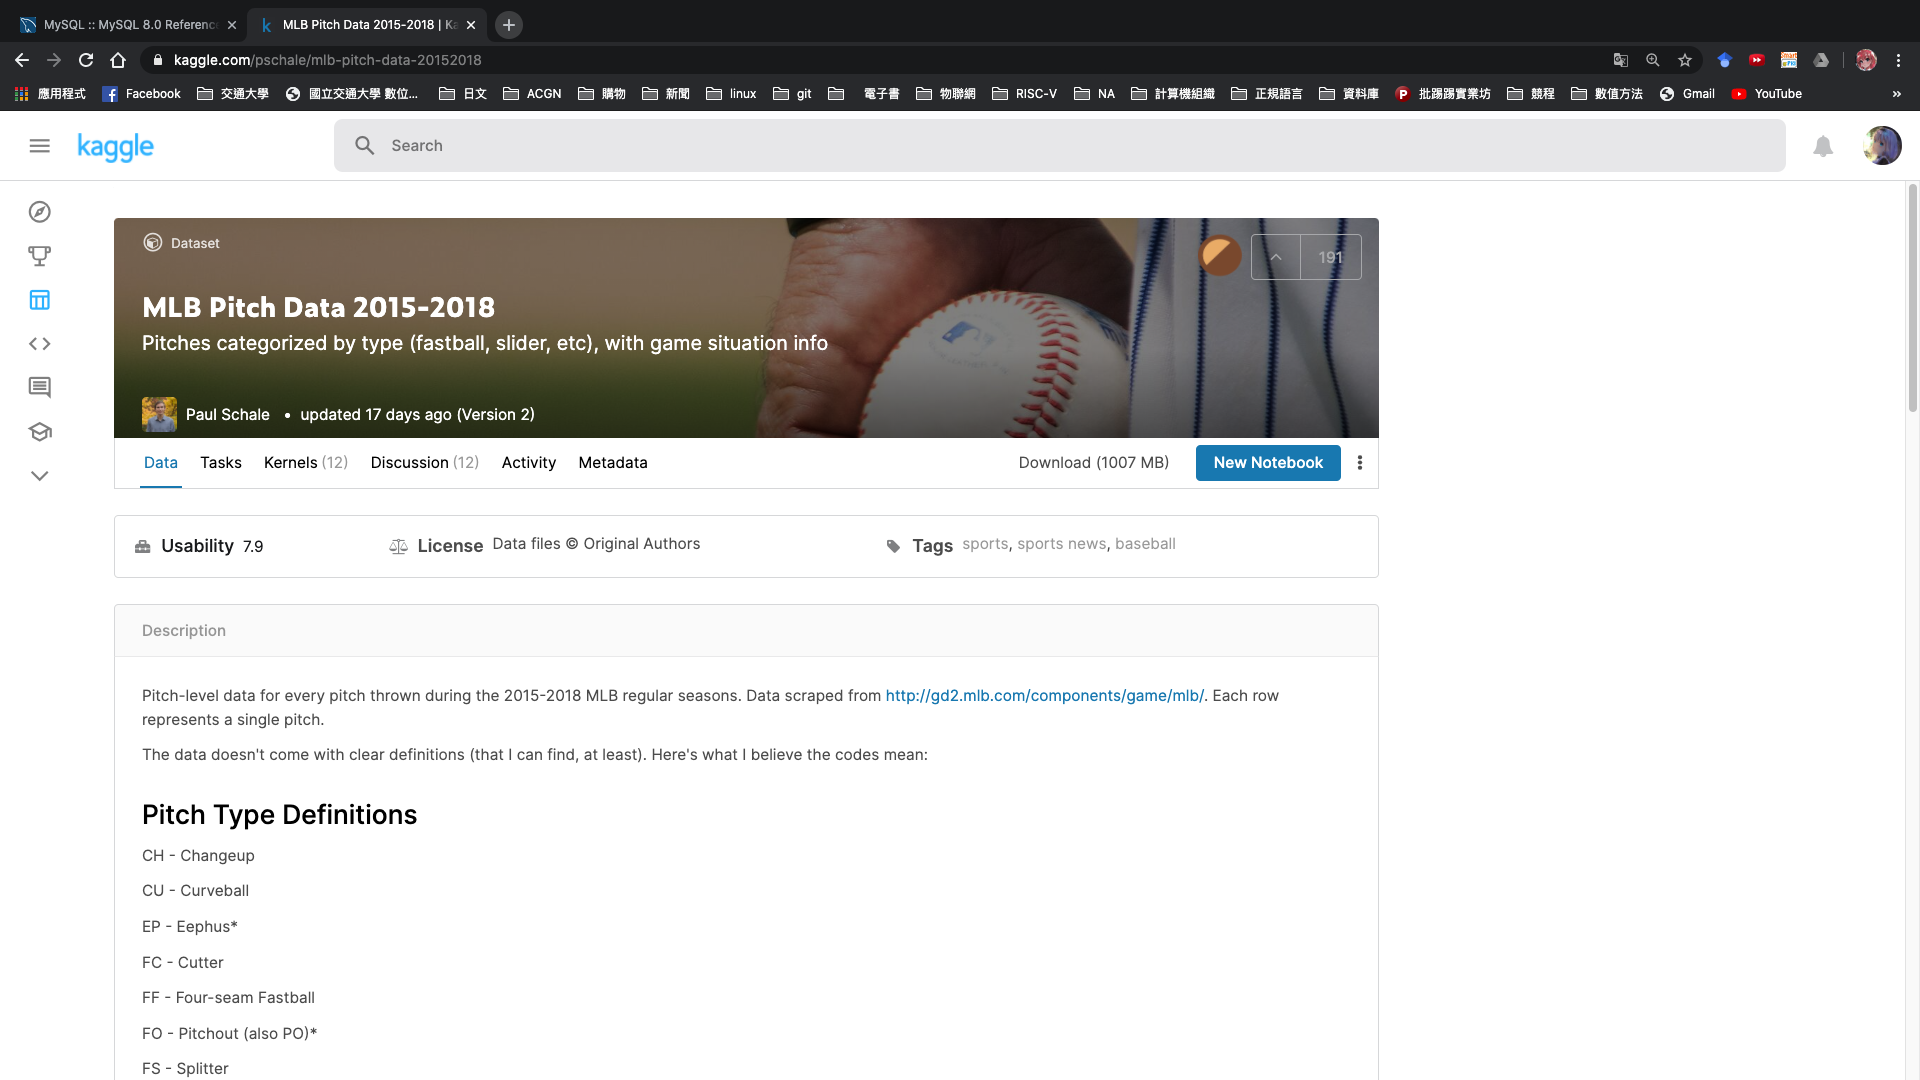 MySQL :: MySQL 8.0 Referenc
MLB Pitch Data 2015-2018 | Ka
kaggle.com/pschale/mlb-pitch-data-20152018
應用程式 Facebook 交通大學 國立交通大學 數位... 日文 ACGN 購物 新聞 linux git 電子書 物聯網 RISC-V NA 計算機組織 正規語言 資料庫 批踢踢實業坊 競程 數值方法 Gmail YouTube »
kaggle
Search
Dataset
191
MLB Pitch Data 2015-2018
Pitches categorized by type (fastball, slider, etc), with game situation info
Paul Schale • updated 17 days ago (Version 2)
Data Tasks Kernels (12) Discussion (12) Activity Metadata Download (1007 MB) New Notebook
Usability 7.9 License Data files © Original Authors Tags sports, sports news, baseball
Description
Pitch-level data for every pitch thrown during the 2015-2018 MLB regular seasons. Data scraped from http://gd2.mlb.com/components/game/mlb/. Each row
represents a single pitch.
The data doesn't come with clear definitions (that I can find, at least). Here's what I believe the codes mean:
Pitch Type Definitions
CH - Changeup
CU - Curveball
EP - Eephus*
FC - Cutter
FF - Four-seam Fastball
FO - Pitchout (also PO)*
FS - Splitter